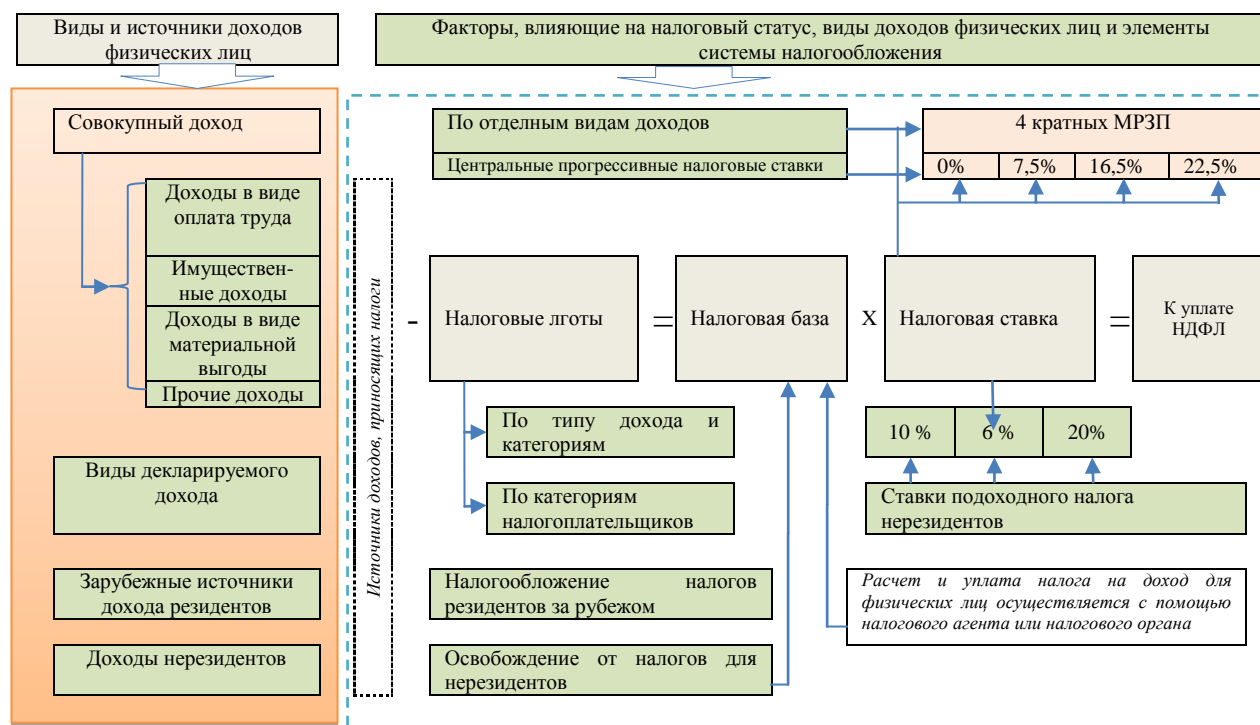 Виды и источники доходов
физических лиц
Факторы, влияющие на налоговый статус, виды доходов физических лиц и элементы
системы налогообложения
Совокупный доход
Доходы в виде
оплата труда
Имуществен-
ные доходы
Доходы в виде
материальной
выгоды
Прочие доходы
Виды декларируемого
дохода
Зарубежные источники
дохода резидентов
Доходы нерезидентов
Источники доходов, приносящих налоги
По отделным видам доходов
Центральные прогрессивные налоговые ставки
4 кратных МРЗП
0% 7,5% 16,5% 22,5%
- Налоговые лготы = Налоговая база X Налоговая ставка =
К уплате
НДФЛ
По типу дохода и
категориям
По категориям
налогоплательщиков
10 % 6 % 20%
Ставки подоходного налога
нерезидентов
Налогообложение налогов
резидентов за рубежом
Освобождение от налогов для
нерезидентов
Расчет и уплата налога на доход для
физических лиц осуществляется с помощью
налогового агента или налогового органа